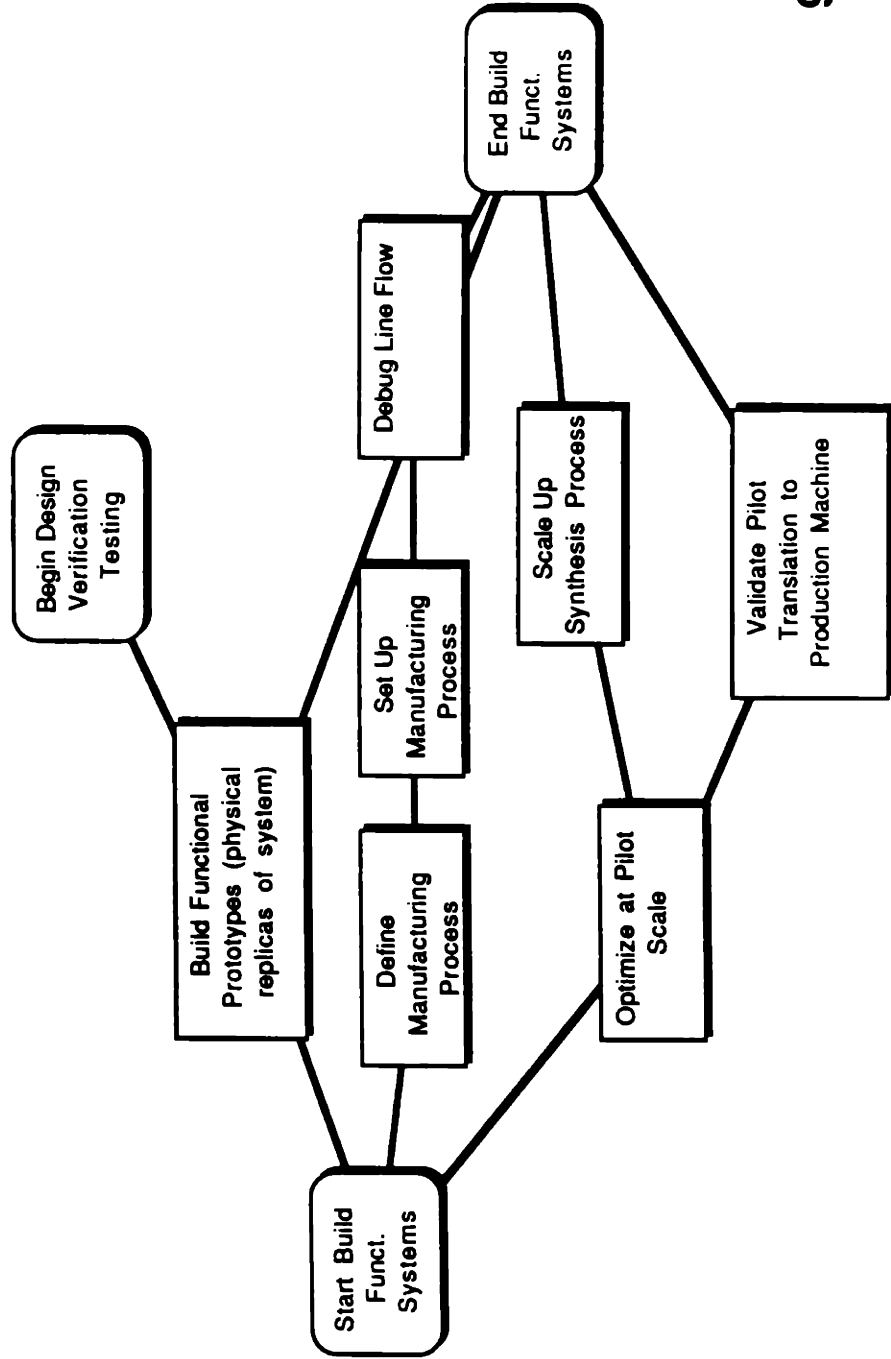 Begin Design
Verification
Testing
Build Functional
Prototypes (physical
replicas of system)
Start Build
Funct.
Systems
Define
Manufacturing
Process
Set Up
Manufacturing
Process
Debug Line Flow
End Build
Funct.
Systems
Optimize at Pilot
Scale
Scale Up
Synthesis Process
Validate Pilot
Translation to
Production Machine